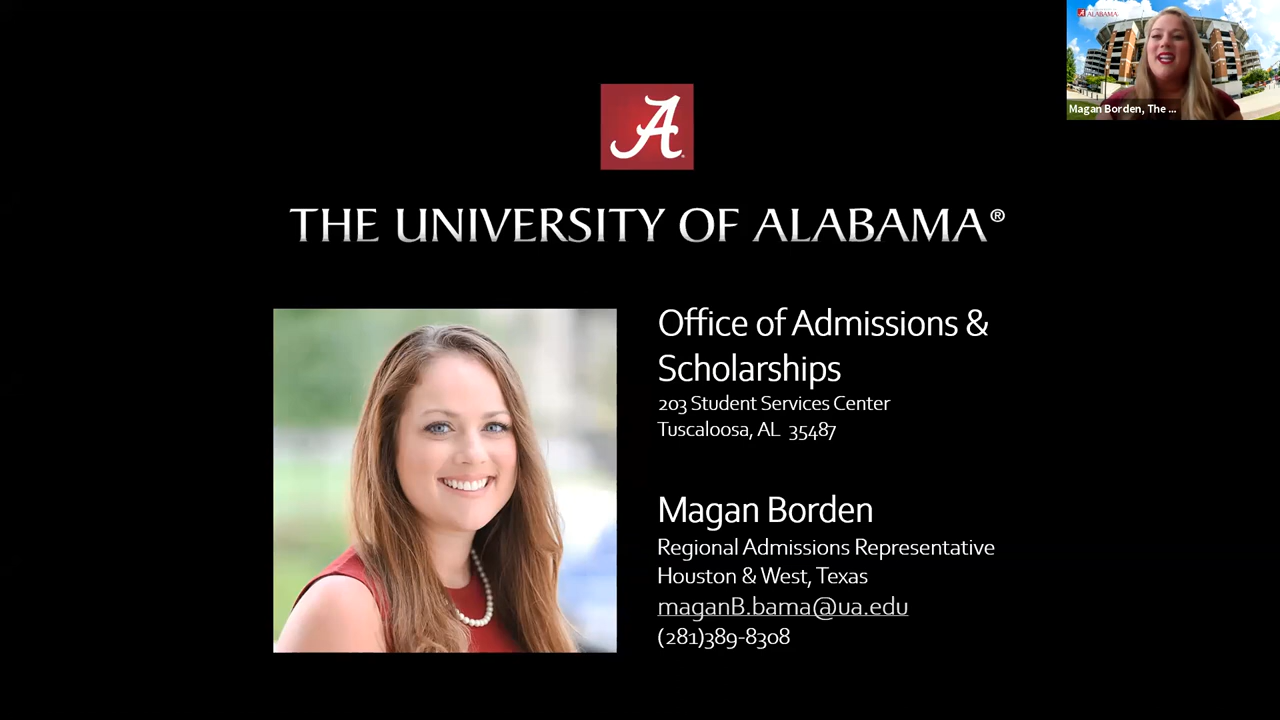 ALABAMA
Magan Borden, The ...
A
THE UNIVERSITY OF ALABAMA®
Office of Admissions &
Scholarships
203 Student Services Center
Tuscaloosa, AL 35487
Magan Borden
Regional Admissions Representative
Houston & West, Texas
maganB.bama@ua.edu
(281)389-8308